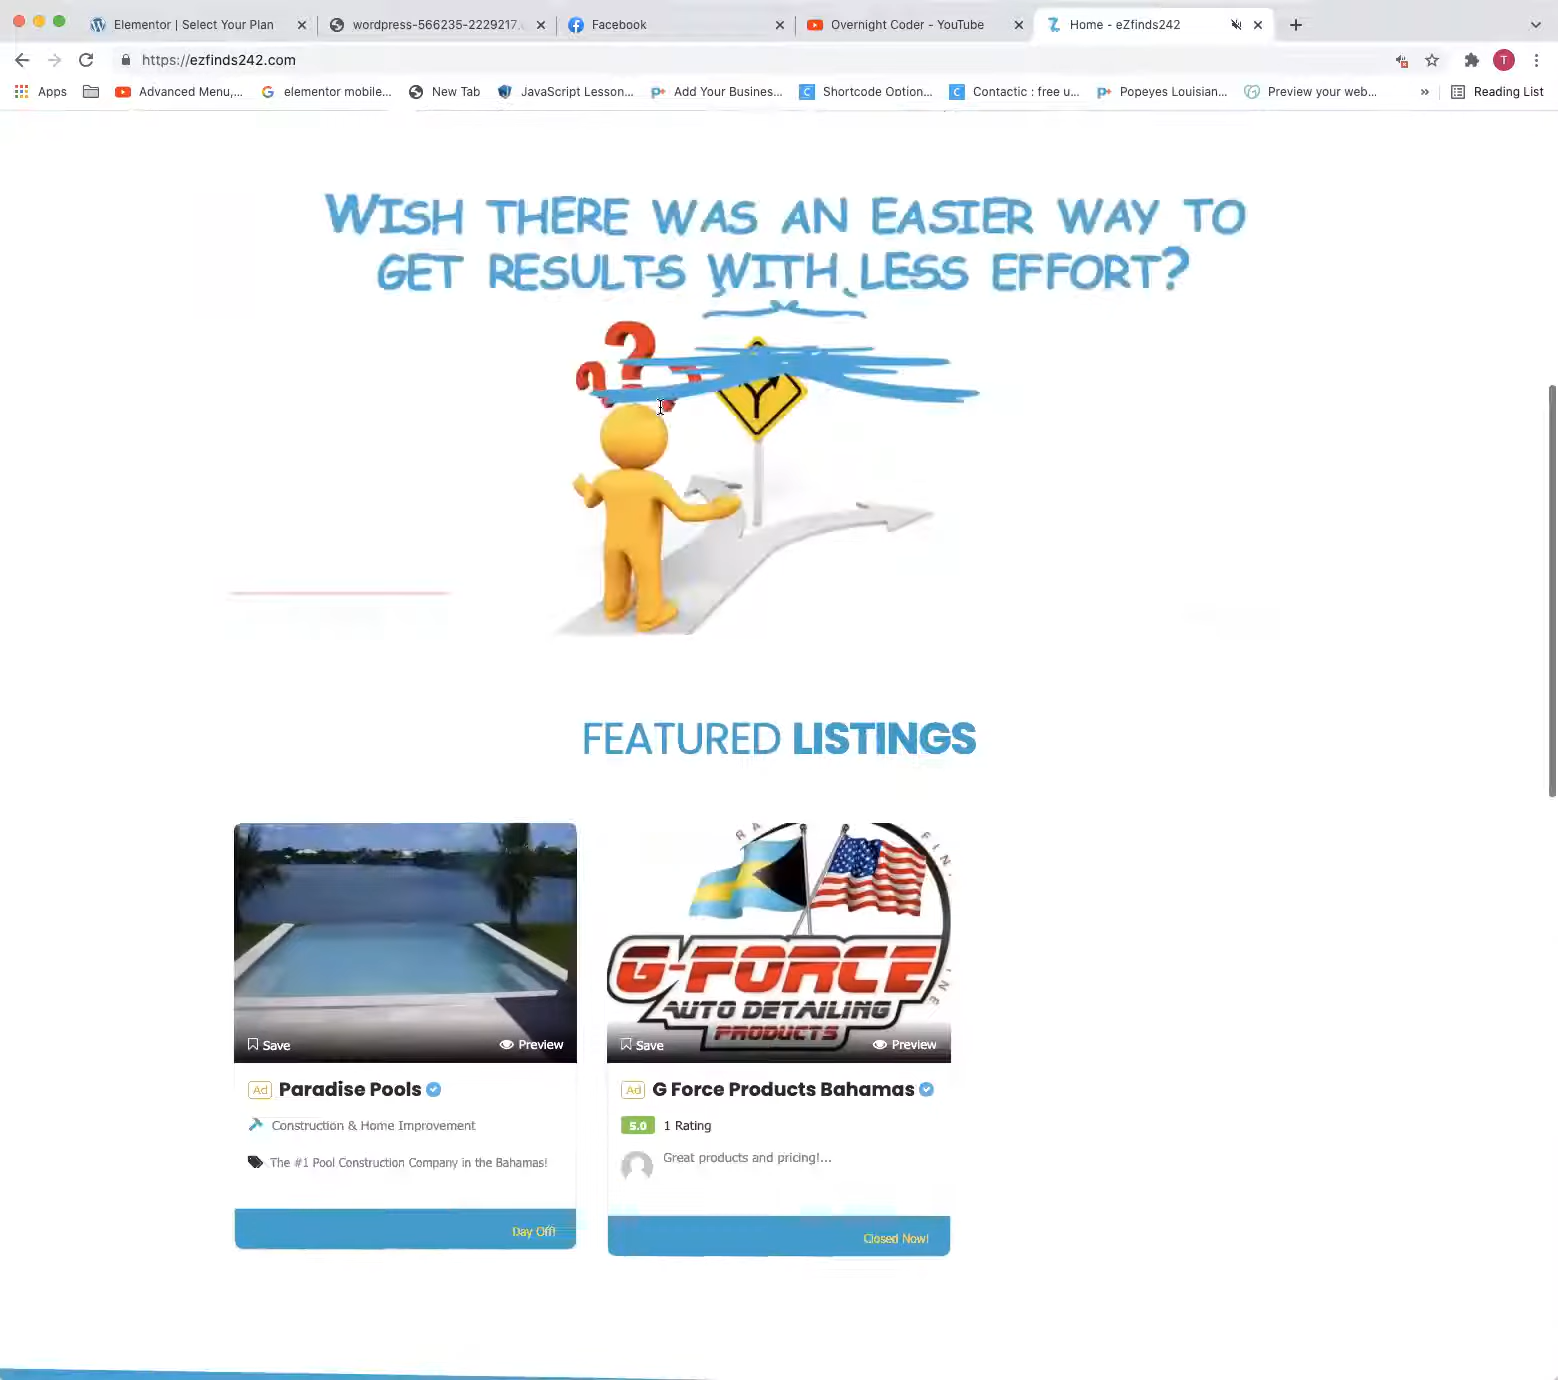 Elementor | Select Your Plan
wordpress-566235-2229217.
Facebook
Overnight Coder - YouTube
Home - eZfinds242
https://ezfinds242.com
T
Apps
Advanced Menu,...
elementor mobile...
New Tab
JavaScript Lesson...
Add Your Busines...
Shortcode Option...
Contactic : free u...
Popeyes Louisian...
Preview your web...
»
Reading List
WISH THERE WAS AN EASIER WAY TO
GET RESULTS WITH LESS EFFORT?
FEATURED LISTINGS
G-FORCE
AUTO DETAILING
PRODUCTS
Save
Preview
Save
Preview
Ad Paradise Pools
Construction & Home Improvement
The #1 Pool Construction Company in the Bahamas!
Day Off!
Ad G Force Products Bahamas
5.0 1 Rating
Great products and pricing!...
Closed Now!